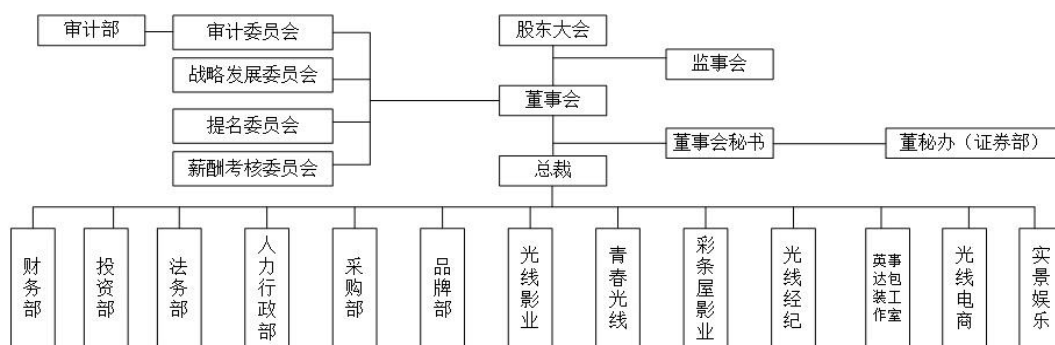 审计部
审计委员会
股东大会
监事会
战略发展委员会
董事会
提名委员会
董事会秘书
董秘办（证券部）
薪酬考核委员会
总裁
财务部
投资部
法务部
人力行政部
采购部
品牌部
光线影业
青春光线
彩条屋影业
光线经纪
英事
达包
装工
作室
光线电商
实景娱乐